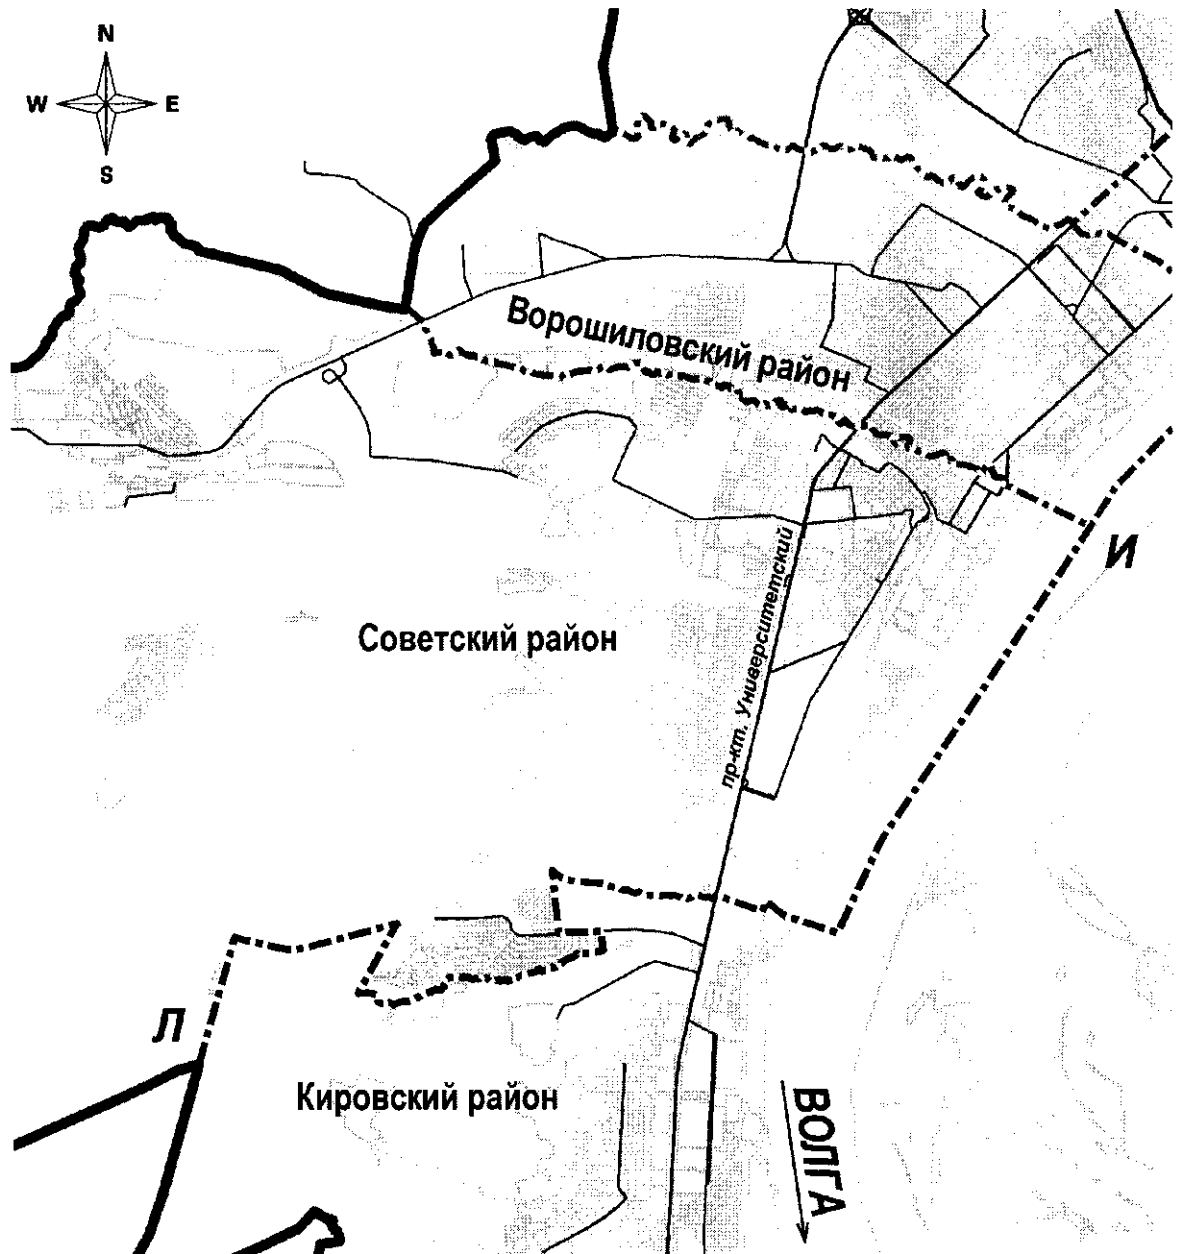 N
W E
S
Ворошиловский район
И
пр-кт. Университетский
Советский район
Л
Кировский район
ВОЛГА